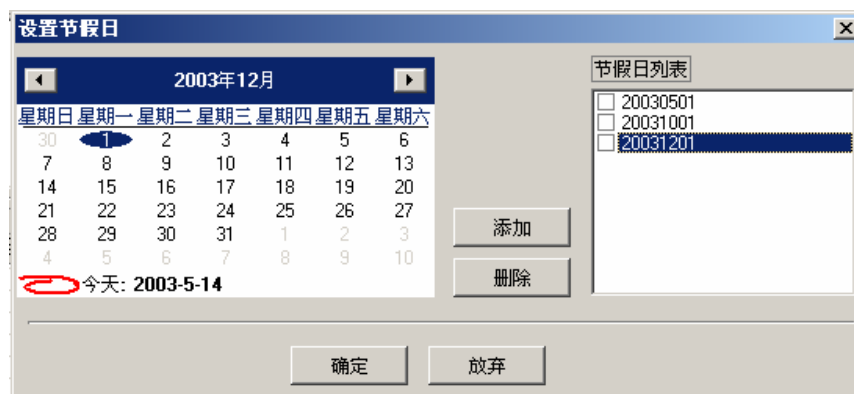 设置节假日
2003年12月
星期日 星期一 星期二 星期三 星期四 星期五 星期六
30 1 2 3 4 5 6
7 8 9 10 11 12 13
14 15 16 17 18 19 20
21 22 23 24 25 26 27
28 29 30 31 1 2 3
4 5 6 7 8 9 10
今天: 2003-5-14
添加
删除
节假日列表
20030501
20031001
20031201
确定
放弃